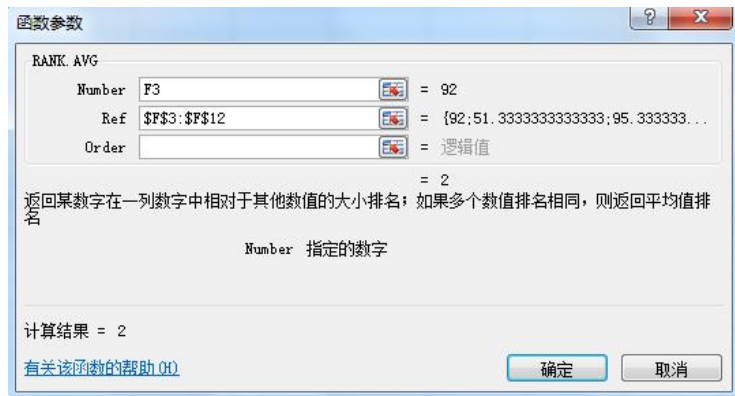 函数参数
RANK.AVG
Number F3 = 92
Ref $F$3:$F$12 = {92;51.3333333333333;95.333333...
Order = 逻辑值
= 2
返回某数字在一列数字中相对于其他数值的大小排名；如果多个数值排名相同，则返回平均值排
名
Number 指定的数字
计算结果 = 2
有关该函数的帮助(H) 确定 取消